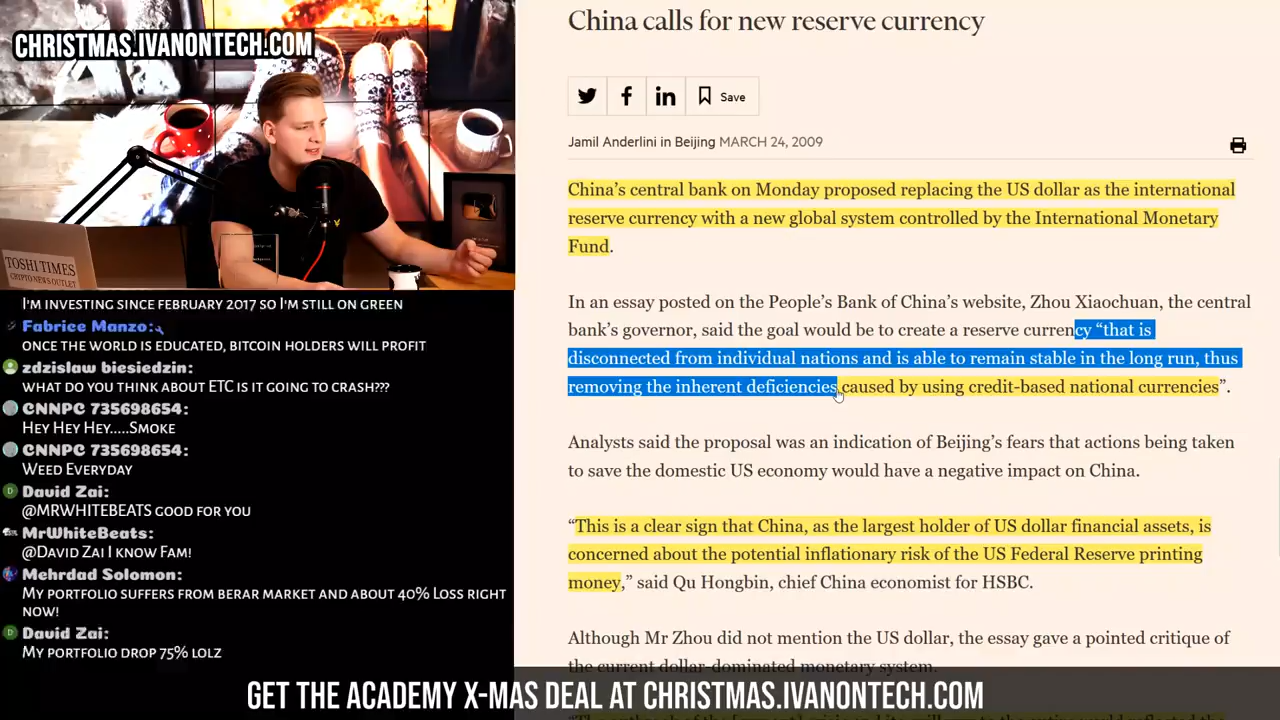 CHRISTMAS.IVANONTECH.COM
TOSHI TIMES
CRYPTO NEWS OUTLET
I'M INVESTING SINCE FEBRUARY 2017 SO I'M STILL ON GREEN
Fabrice Manzo:
ONCE THE WORLD IS EDUCATED, BITCOIN HOLDERS WILL PROFIT
zdzislaw biesiedzin:
WHAT DO YOU THINK ABOUT ETC IS IT GOING TO CRASH???
CNNPC 735698654:
HEY HEY HEY.....SMOKE
CNNPC 735698654:
WEED EVERYDAY
David Zai:
@MRWHITEBEATS GOOD FOR YOU
MrWhiteBeats:
@DAVID ZAI I KNOW FAM!
Mehrdad Solomon:
MY PORTFOLIO SUFFERS FROM BERAR MARKET AND ABOUT 40% LOSS RIGHT
NOW!
David Zai:
MY PORTFOLIO DROP 75% LOLZ
China calls for new reserve currency
Save
Jamil Anderlini in Beijing MARCH 24, 2009
China's central bank on Monday proposed replacing the US dollar as the international
reserve currency with a new global system controlled by the International Monetary
Fund.
In an essay posted on the People's Bank of China's website, Zhou Xiaochuan, the central
bank's governor, said the goal would be to create a reserve currency “that is
disconnected from individual nations and is able to remain stable in the long run, thus
removing the inherent deficiencies caused by using credit-based national currencies”.
Analysts said the proposal was an indication of Beijing's fears that actions being taken
to save the domestic US economy would have a negative impact on China.
“This is a clear sign that China, as the largest holder of US dollar financial assets, is
concerned about the potential inflationary risk of the US Federal Reserve printing
money,” said Qu Hongbin, chief China economist for HSBC.
Although Mr Zhou did not mention the US dollar, the essay gave a pointed critique of
the current dollar-dominated monetary system.
GET THE ACADEMY X-MAS DEAL AT CHRISTMAS.IVANONTECH.COM